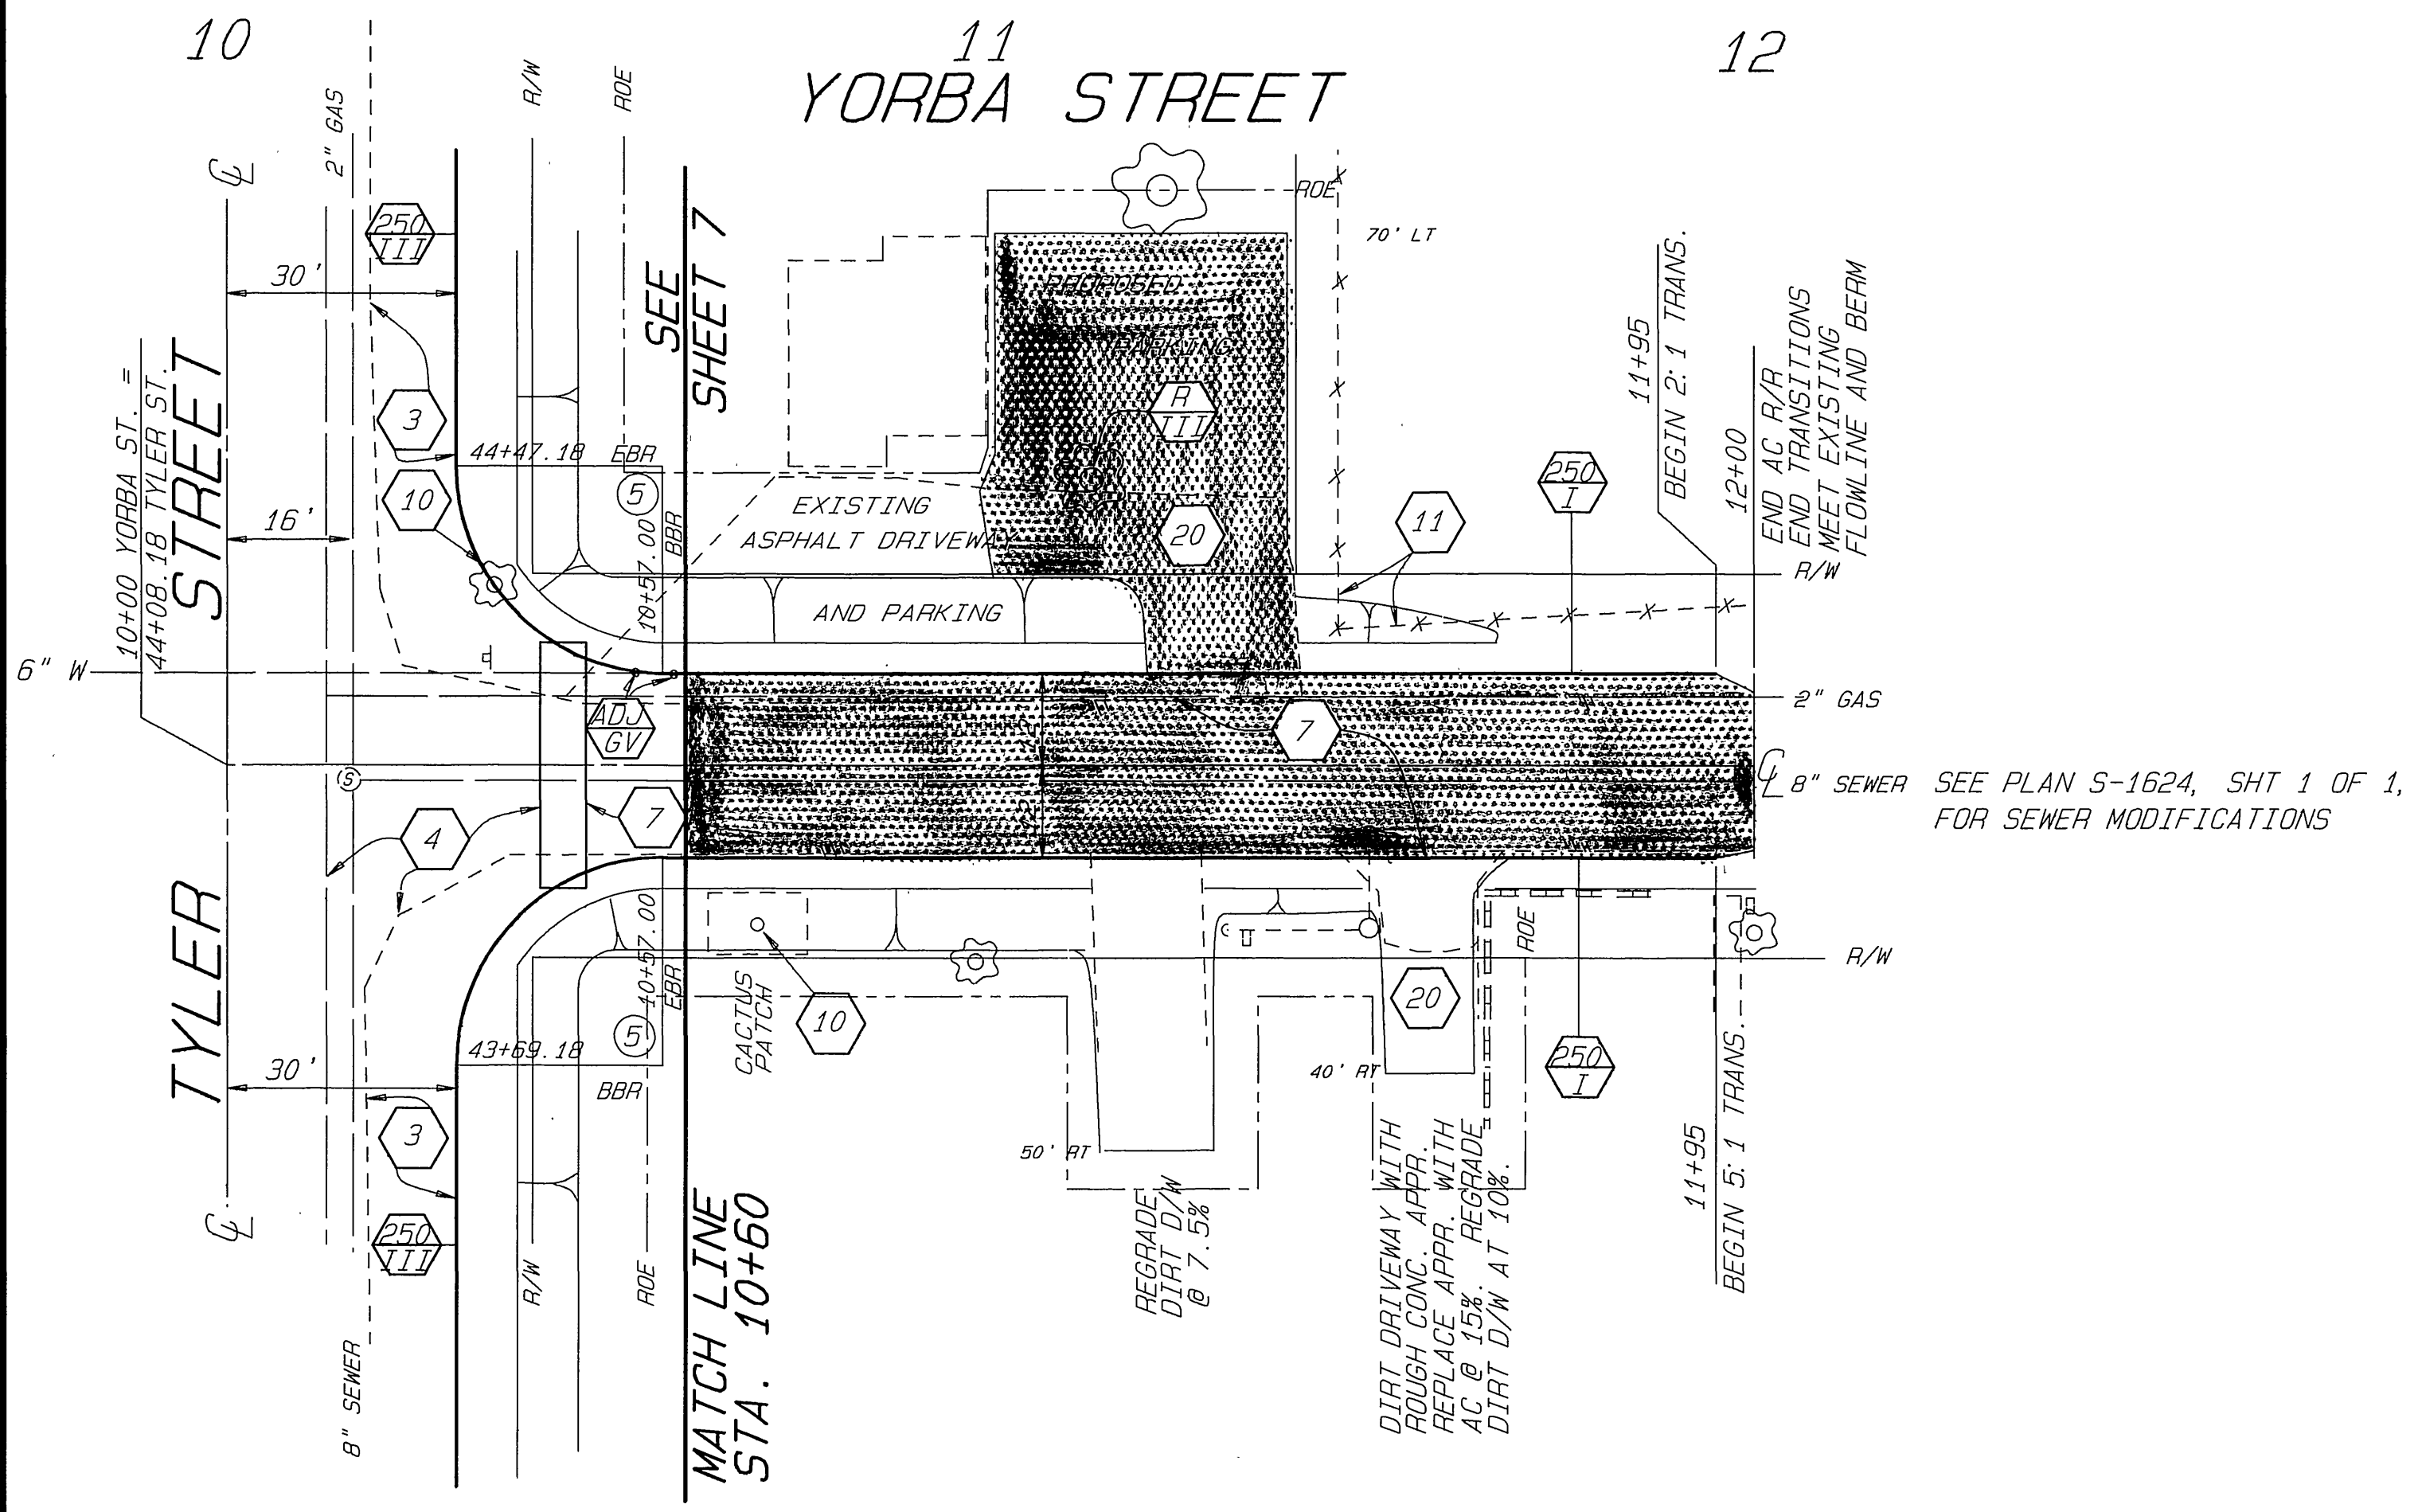 10
11
12
YORBA STREET
TYLER STREET
10+00 YORBA ST. =
44+08.18 TYLER ST.
℄
2" GAS
R/W
ROE
250
III
30'
SEE
SHEET 7
3
44+47.18
EBR
10
5
16'
10+57.00
BBR
EXISTING
ASPHALT DRIVEWAY
AND PARKING
PROPOSED
PARKING
R
III
20
ROE
70' LT
11
250
I
11+95
BEGIN 2:1 TRANS.
12+00
END AC R/R
END TRANSITIONS
MEET EXISTING
FLOWLINE AND BERM
R/W
6" W
ADJ
GV
7
2" GAS
S
℄
8" SEWER
SEE PLAN S-1624, SHT 1 OF 1,
FOR SEWER MODIFICATIONS
4
7
10+57.00
EBR
5
43+69.18
BBR
30'
3
250
III
℄
8" SEWER
R/W
ROE
MATCH LINE
STA. 10+60
CACTUS
PATCH
10
50' RT
REGRADE
DIRT D/W
@ 7.5%
40' RT
20
ROE
DIRT DRIVEWAY WITH
ROUGH CONC. APPR.
REPLACE APPR. WITH
AC @ 15%. REGRADE
DIRT D/W AT 10%.
250
I
R/W
11+95
BEGIN 5:1 TRANS.